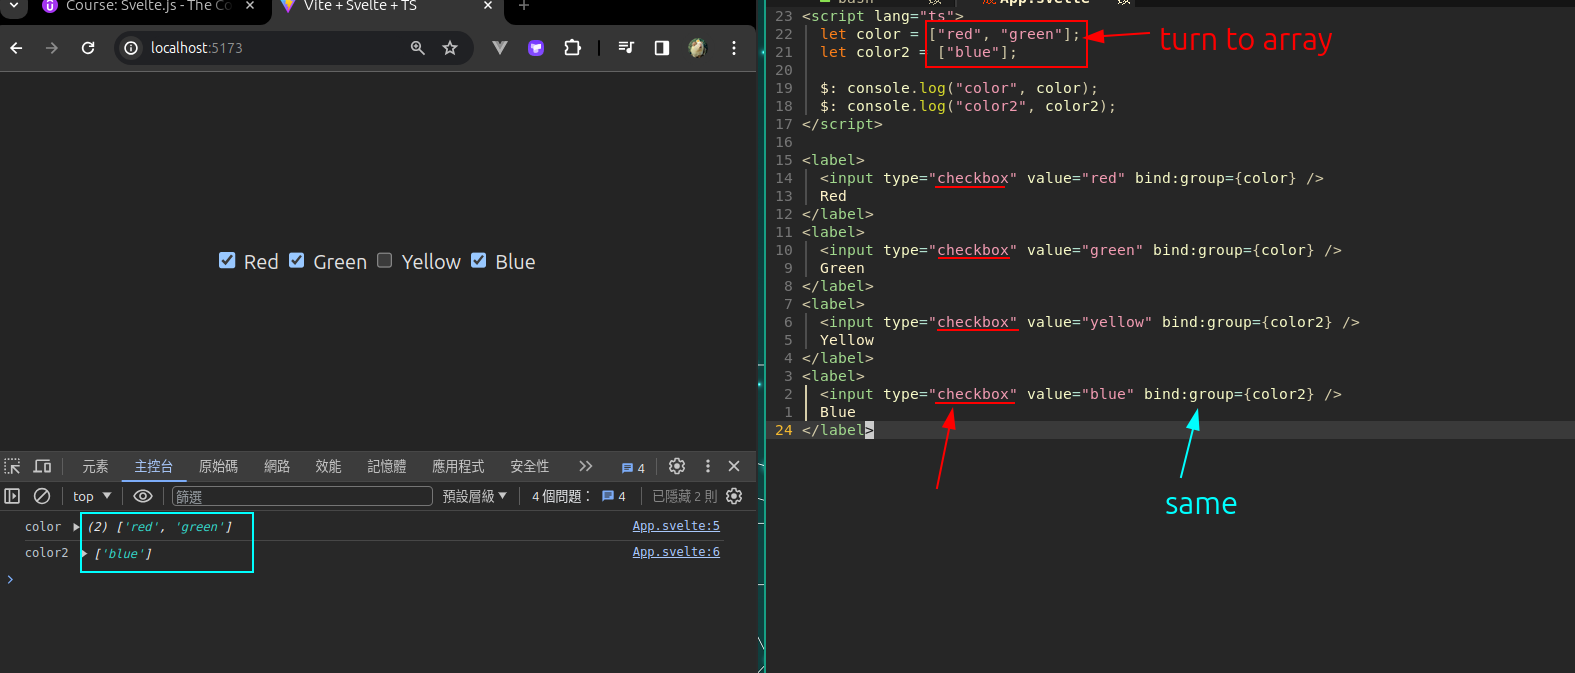 Course: Svelte.js - The Co
Vite + Svelte + TS
localhost:5173
Red Green Yellow Blue
元素 主控台 原始碼 網路 效能 記憶體 應用程式 安全性 4
top 篩選 預設層級 4 個問題： 4 已隱藏 2 則
color (2) ['red', 'green'] App.svelte:5
color2 ['blue'] App.svelte:6
App.svelte
23 <script lang="ts">
22 let color = ["red", "green"];
21 let color2 = ["blue"];
20
19 $: console.log("color", color);
18 $: console.log("color2", color2);
17 </script>
16
15 <label>
14 <input type="checkbox" value="red" bind:group={color} />
13 Red
12 </label>
11 <label>
10 <input type="checkbox" value="green" bind:group={color} />
9 Green
8 </label>
7 <label>
6 <input type="checkbox" value="yellow" bind:group={color2} />
5 Yellow
4 </label>
3 <label>
2 <input type="checkbox" value="blue" bind:group={color2} />
1 Blue
24 </label>
turn to array
same